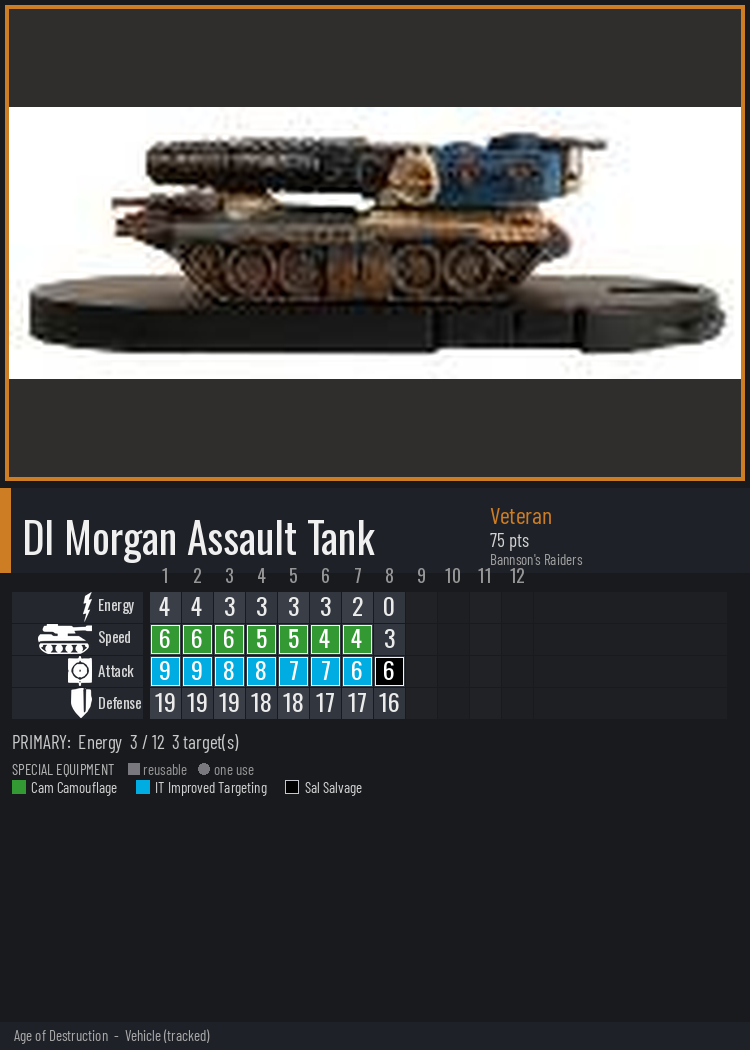 DI Morgan Assault Tank
Veteran
75 pts
Bannson's Raiders
1 2 3 4 5 6 7 8 9 10 11 12
Energy 4 4 3 3 3 3 2 0
Speed 6 6 6 5 5 4 4 3
Attack 9 9 8 8 7 7 6 6
Defense 19 19 19 18 18 17 17 16
PRIMARY: Energy 3 / 12 3 target(s)
SPECIAL EQUIPMENT reusable one use
Cam Camouflage IT Improved Targeting Sal Salvage
Age of Destruction - Vehicle (tracked)